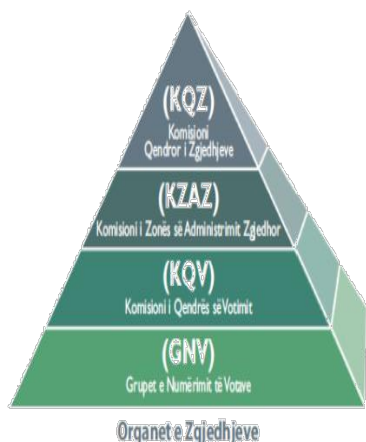 (KQZ)
Komisioni
Qendror i Zgjedhjeve
(KZAZ)
Komisioni i Zonës së Administrimit Zgjedhor
(KQV)
Komisioni i Qendrës së Votimit
(GNV)
Grupet e Numërimit të Votave
Organet e Zgjedhjeve